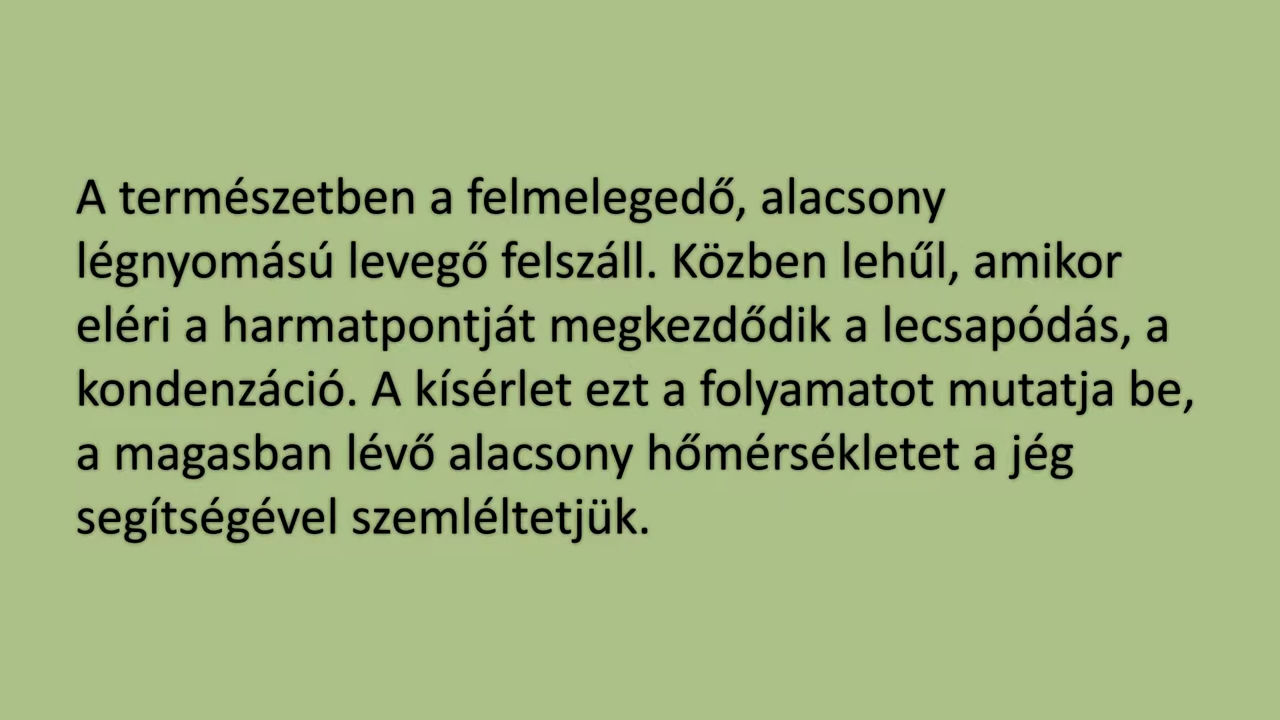 A természetben a felmelegedő, alacsony
légnyomású levegő felszáll. Közben lehűl, amikor
eléri a harmatpontját megkezdődik a lecsapódás, a
kondenzáció. A kísérlet ezt a folyamatot mutatja be,
a magasban lévő alacsony hőmérsékletet a jég
segítségével szemléltetjük.